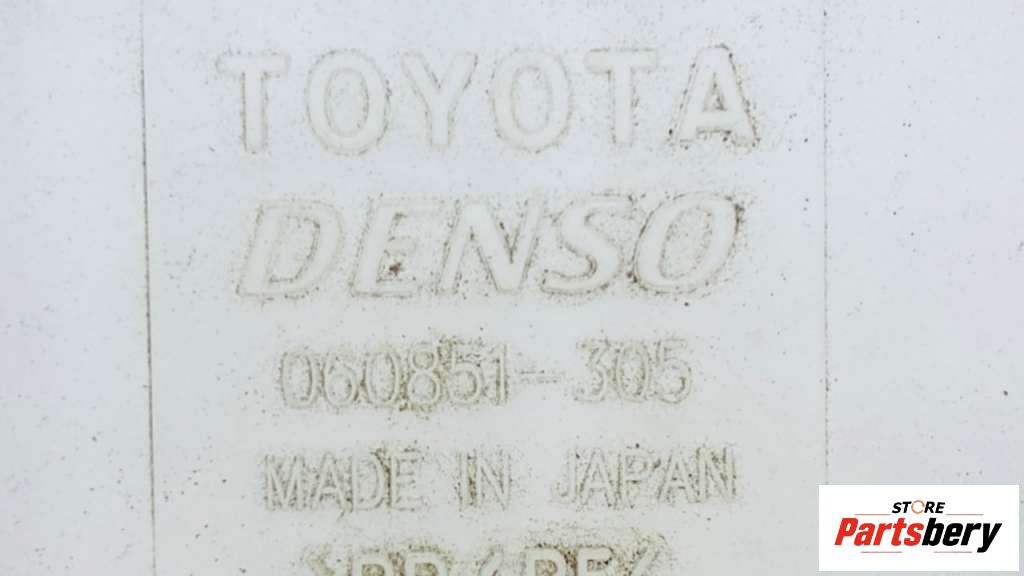 TOYOTA
DENSO
060851-305
MADE IN JAPAN
STORE
Partsbery